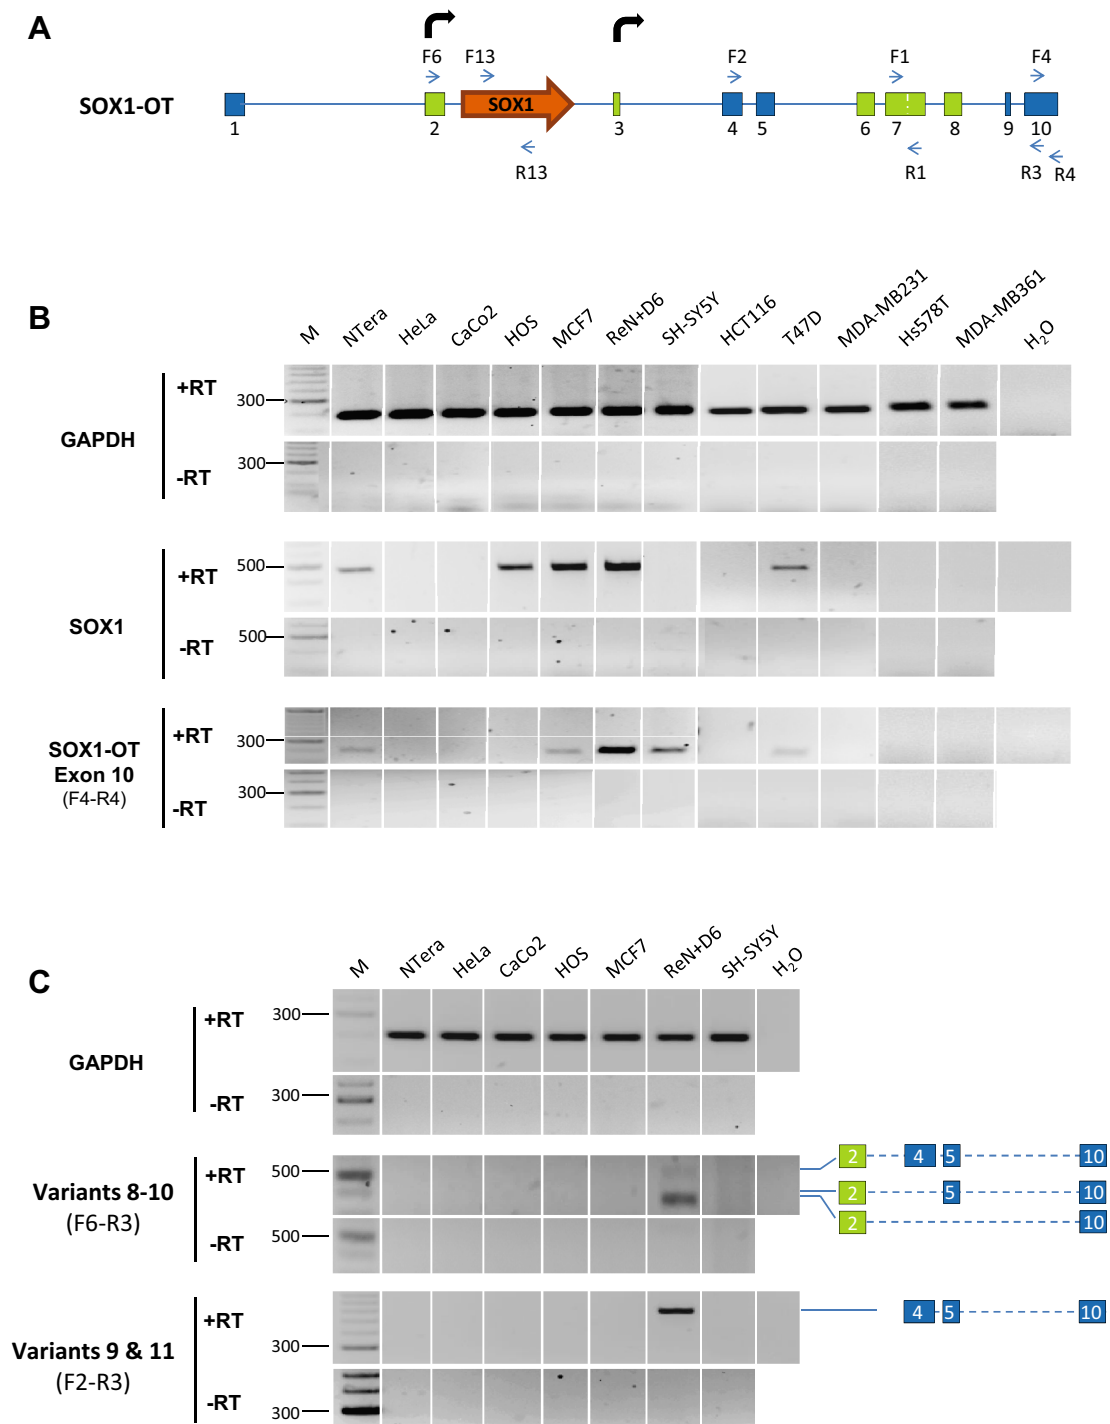 A
F6 F13 F2 F1 F4
SOX1-OT SOX1
1 2 3 4 5 6 7 8 9 10
R13 R1 R3 R4
B
M NTera HeLa CaCo2 HOS MCF7 ReN+D6 SH-SY5Y HCT116 T47D MDA-MB231 Hs578T MDA-MB361 H2O
GAPDH
+RT 300
-RT 300
SOX1
+RT 500
-RT 500
SOX1-OT
Exon 10
(F4-R4)
+RT 300
-RT 300
C
M NTera HeLa CaCo2 HOS MCF7 ReN+D6 SH-SY5Y H2O
GAPDH
+RT 300
-RT 300
Variants 8-10
(F6-R3)
+RT 500
-RT 500
2 4 5 10
2 5 10
2 10
Variants 9 & 11
(F2-R3)
+RT 300
-RT 300
4 5 10